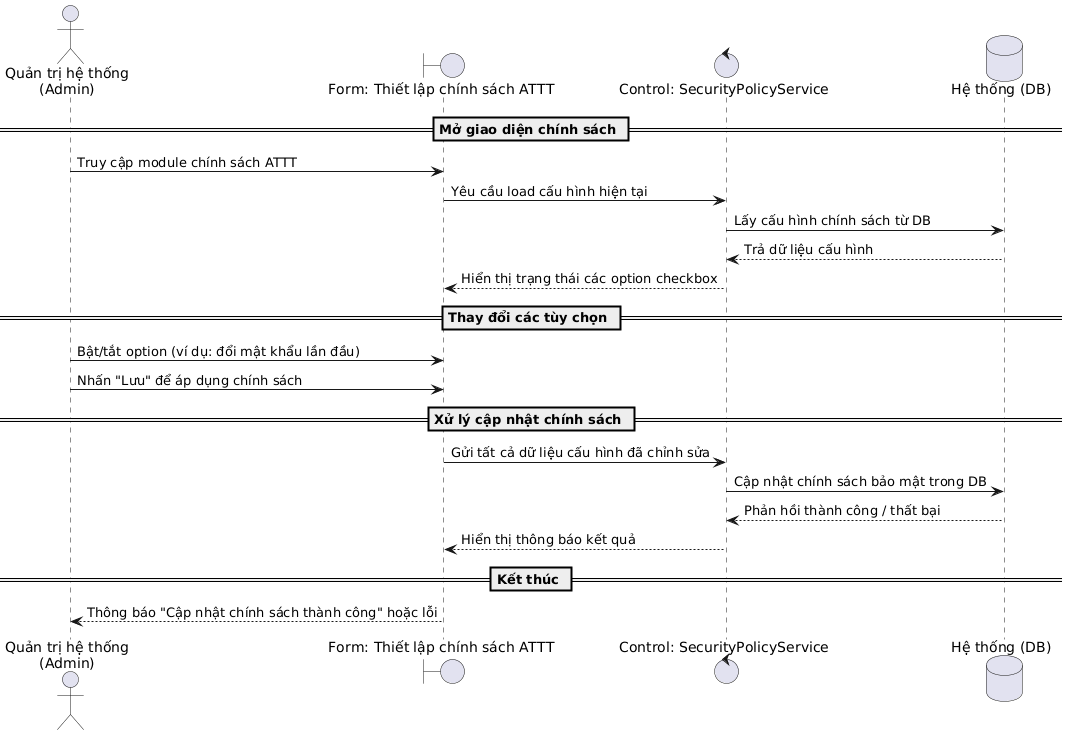 Quản trị hệ thống
(Admin)
Form: Thiết lập chính sách ATTT
Control: SecurityPolicyService
Hệ thống (DB)
Mở giao diện chính sách
Truy cập module chính sách ATTT
Yêu cầu load cấu hình hiện tại
Lấy cấu hình chính sách từ DB
Trả dữ liệu cấu hình
Hiển thị trạng thái các option checkbox
Thay đổi các tùy chọn
Bật/tắt option (ví dụ: đổi mật khẩu lần đầu)
Nhấn "Lưu" để áp dụng chính sách
Xử lý cập nhật chính sách
Gửi tất cả dữ liệu cấu hình đã chỉnh sửa
Cập nhật chính sách bảo mật trong DB
Phản hồi thành công / thất bại
Hiển thị thông báo kết quả
Kết thúc
Thông báo "Cập nhật chính sách thành công" hoặc lỗi
Quản trị hệ thống
(Admin)
Form: Thiết lập chính sách ATTT
Control: SecurityPolicyService
Hệ thống (DB)